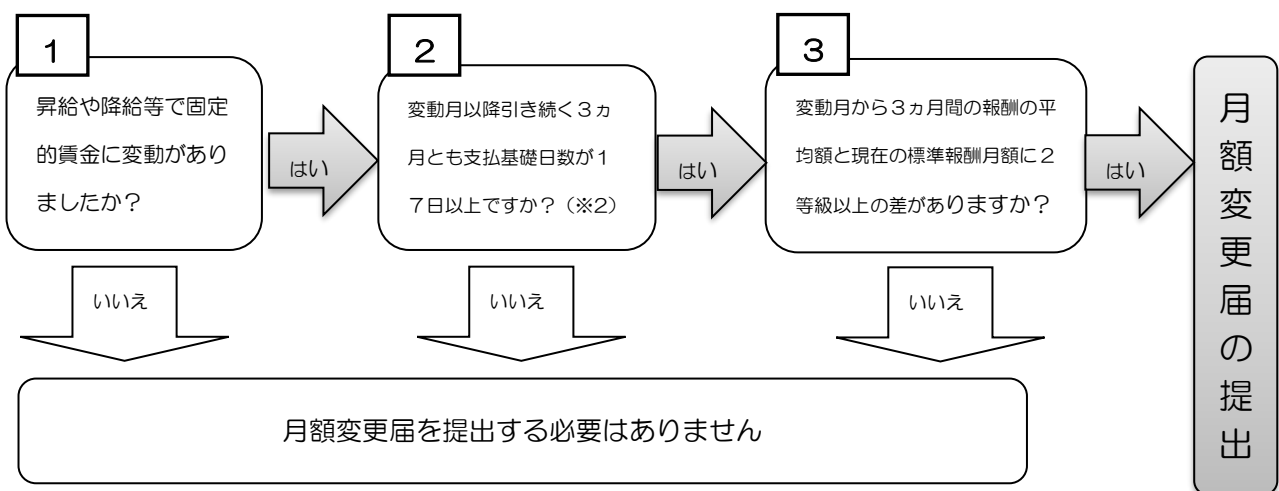 1
昇給や降給等で固定
的賃金に変動があり
ましたか？
はい
2
変動月以降引き続く３ヵ
月とも支払基礎日数が１
７日以上ですか？（※2）
はい
3
変動月から３ヵ月間の報酬の平
均額と現在の標準報酬月額に２
等級以上の差がありますか？
はい
月額変更届の提出
いいえ
いいえ
いいえ
月額変更届を提出する必要はありません